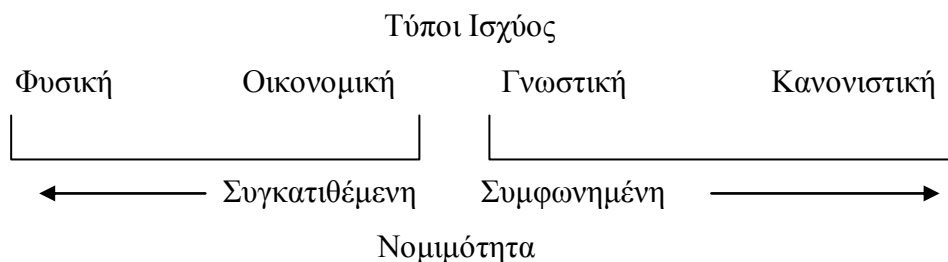 Τύποι Ισχύος
Φυσική Οικονομική Γνωστική Κανονιστική
Συγκατιθέμενη Συμφωνημένη
Νομιμότητα